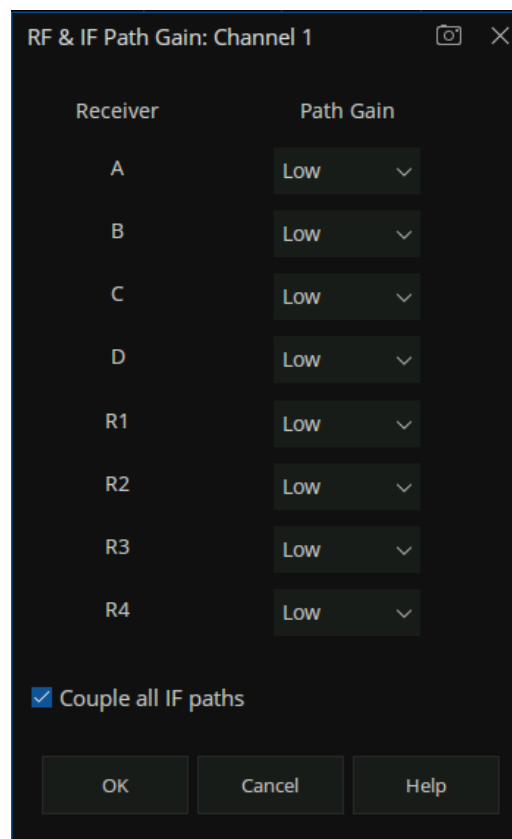 RF & IF Path Gain: Channel 1
Receiver Path Gain
A Low
B Low
C Low
D Low
R1 Low
R2 Low
R3 Low
R4 Low
Couple all IF paths
OK Cancel Help